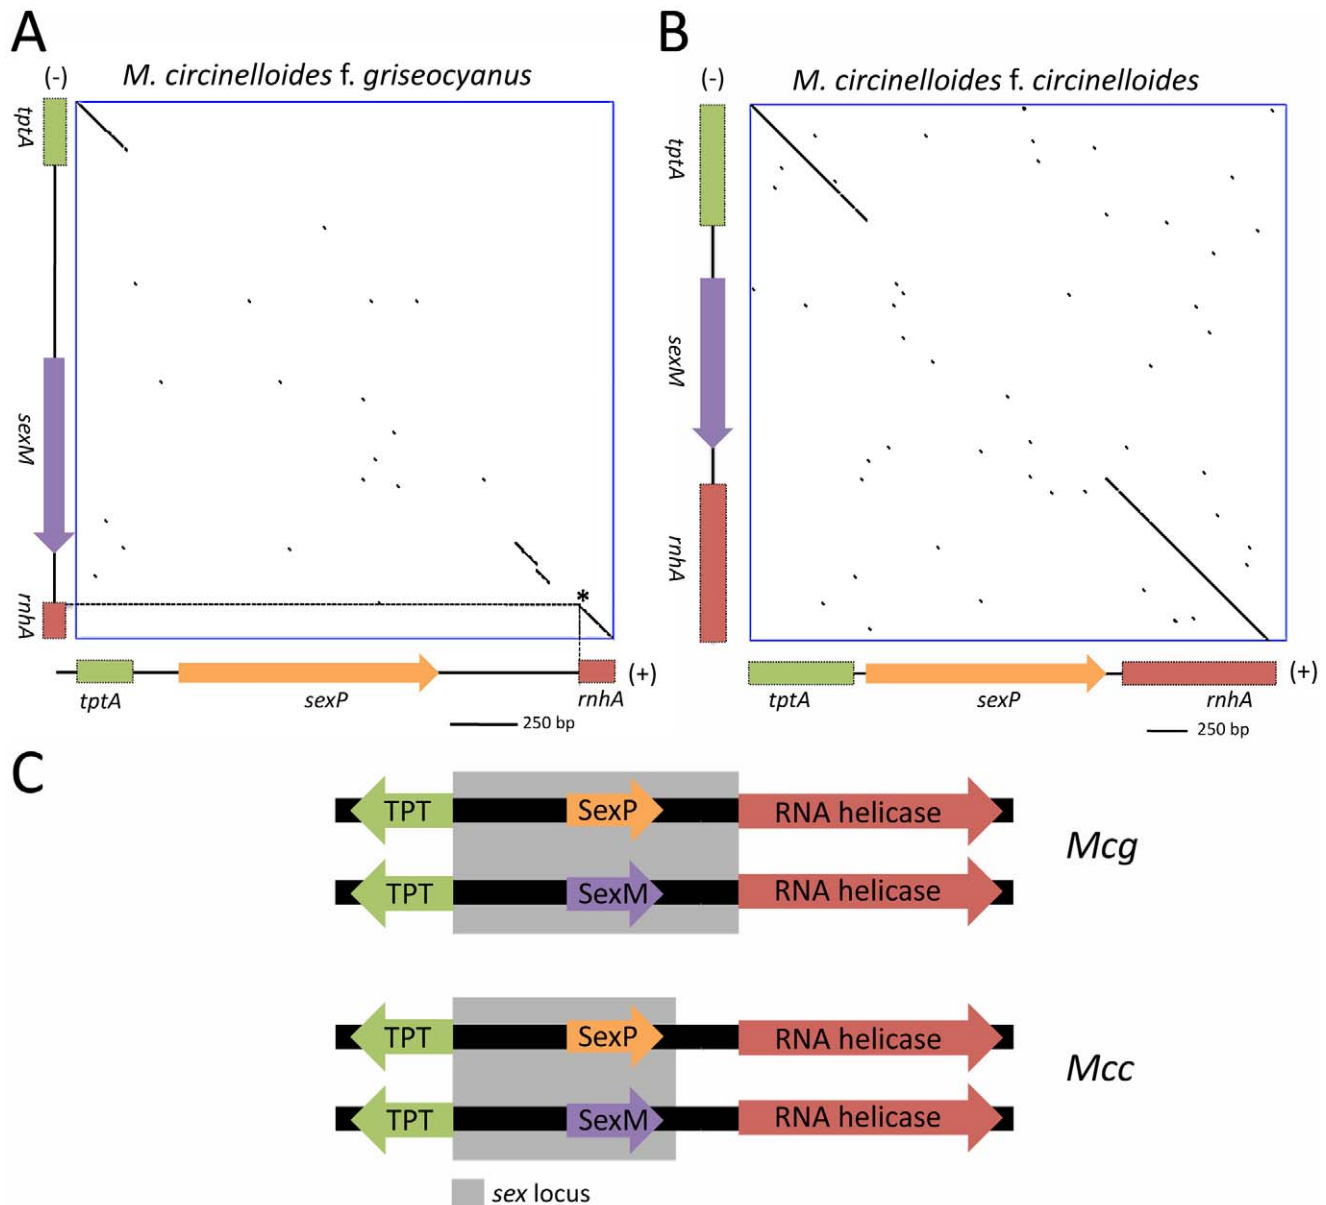 A
(-)
M. circinelloides f. griseocyanus
tptA
sexM
rnhA
*
(+)
tptA
sexP
rnhA
250 bp
B
(-)
M. circinelloides f. circinelloides
tptA
sexM
rnhA
(+)
tptA
sexP
rnhA
250 bp
C
TPT
SexP
RNA helicase
Mcg
TPT
SexM
RNA helicase
TPT
SexP
RNA helicase
Mcc
TPT
SexM
RNA helicase
sex locus